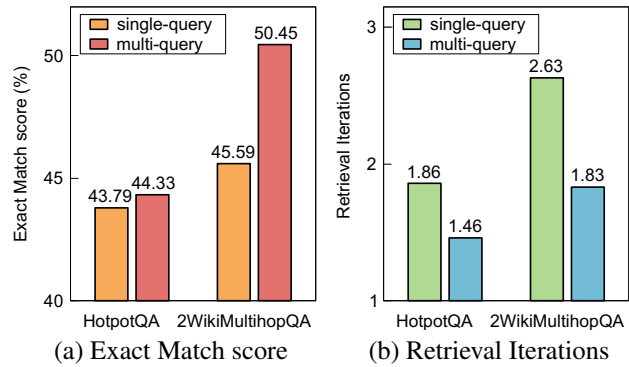 single-query
multi-query
Exact Match score (%)
50
45
40
43.79
44.33
45.59
50.45
HotpotQA
2WikiMultihopQA
(a) Exact Match score
single-query
multi-query
Retrieval Iterations
3
2
1
1.86
1.46
2.63
1.83
HotpotQA
2WikiMultihopQA
(b) Retrieval Iterations